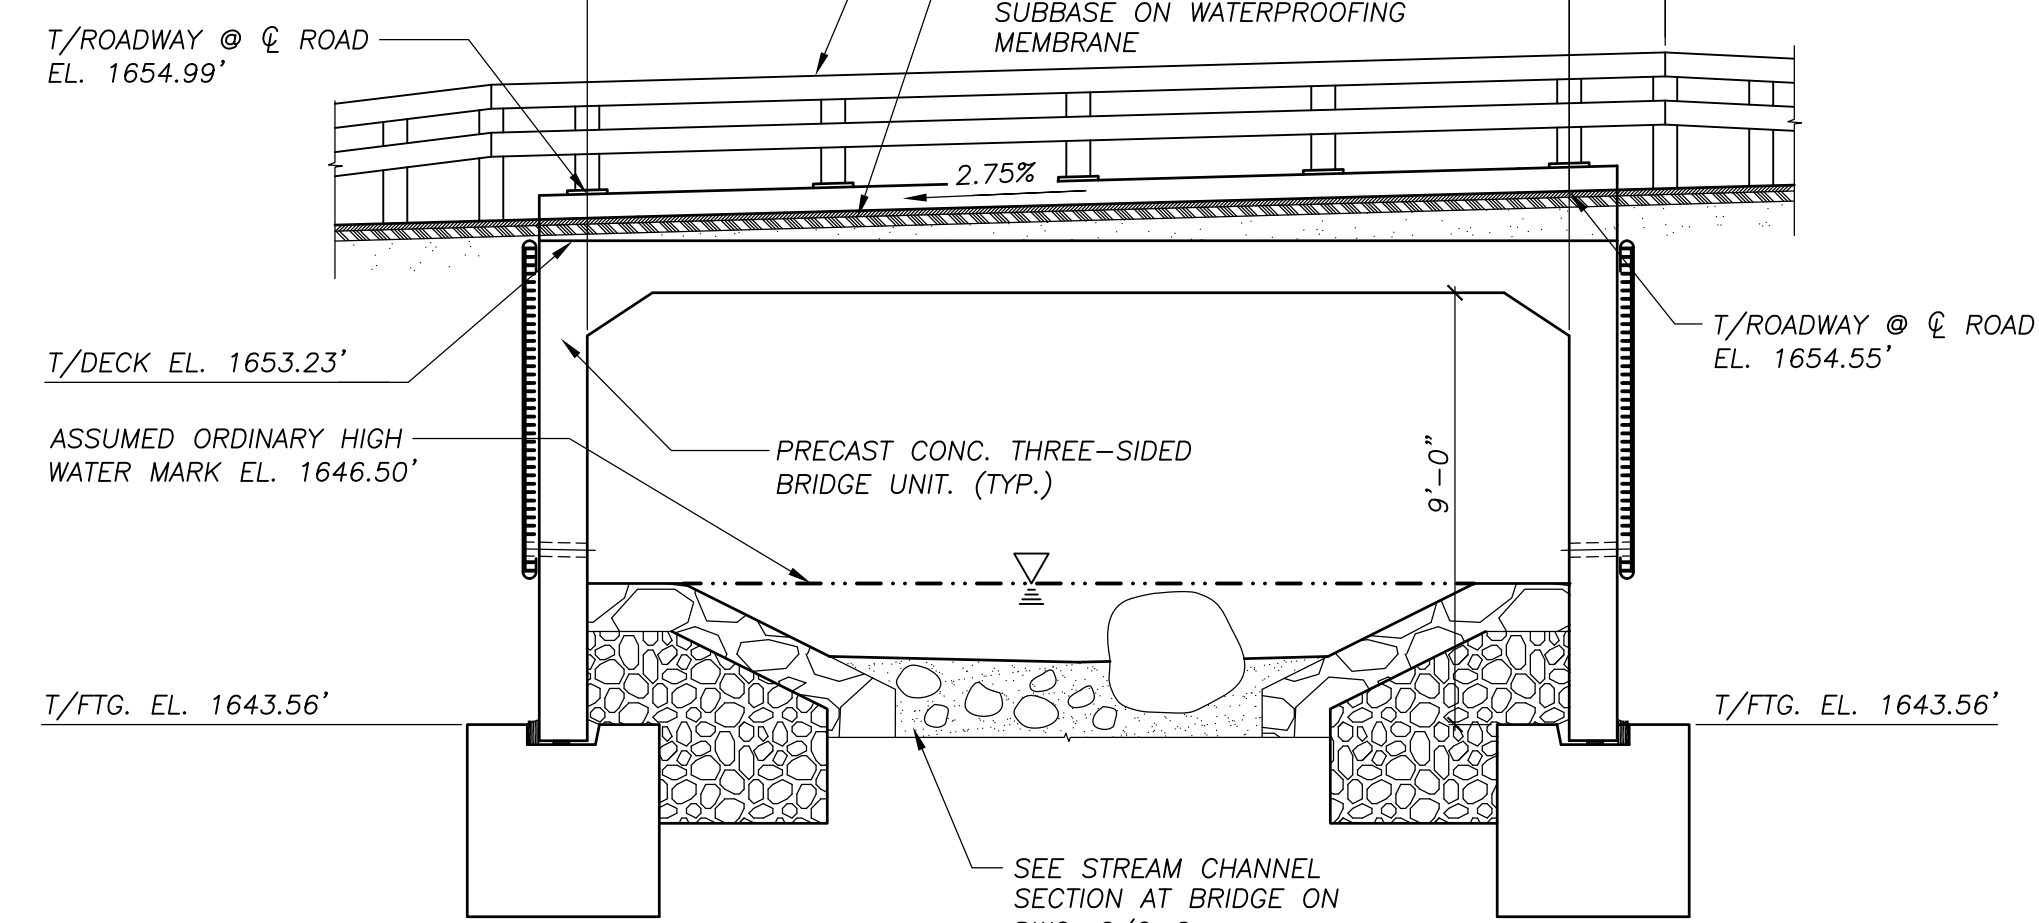 SUBBASE ON WATERPROOFING
MEMBRANE
T/ROADWAY @ ℄ ROAD
EL. 1654.99'
2.75%
T/ROADWAY @ ℄ ROAD
EL. 1654.55'
T/DECK EL. 1653.23'
ASSUMED ORDINARY HIGH
WATER MARK EL. 1646.50'
PRECAST CONC. THREE-SIDED
BRIDGE UNIT. (TYP.)
9'-0"
T/FTG. EL. 1643.56'
T/FTG. EL. 1643.56'
SEE STREAM CHANNEL
SECTION AT BRIDGE ON